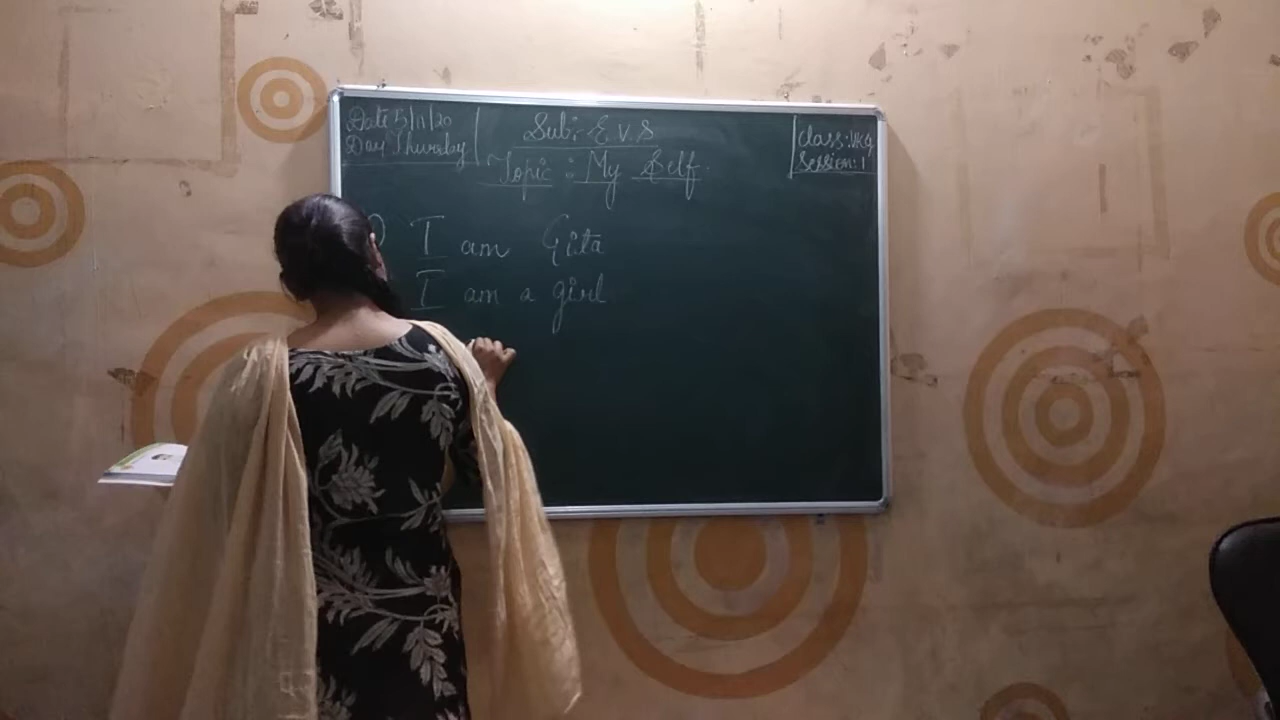 Date 5/11/20
Day Thursday
Sub:- E.V.S
Topic : My Self
Class: UKG
Session: 1
I am Gita
I am a girl